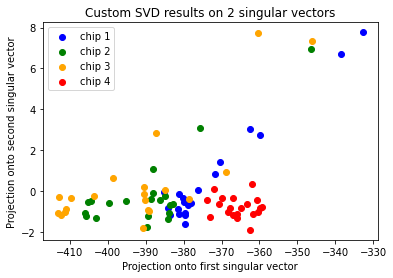 Custom SVD results on 2 singular vectors
chip 1
chip 2
chip 3
chip 4
Projection onto second singular vector
8
6
4
2
0
−2
−410 −400 −390 −380 −370 −360 −350 −340 −330
Projection onto first singular vector